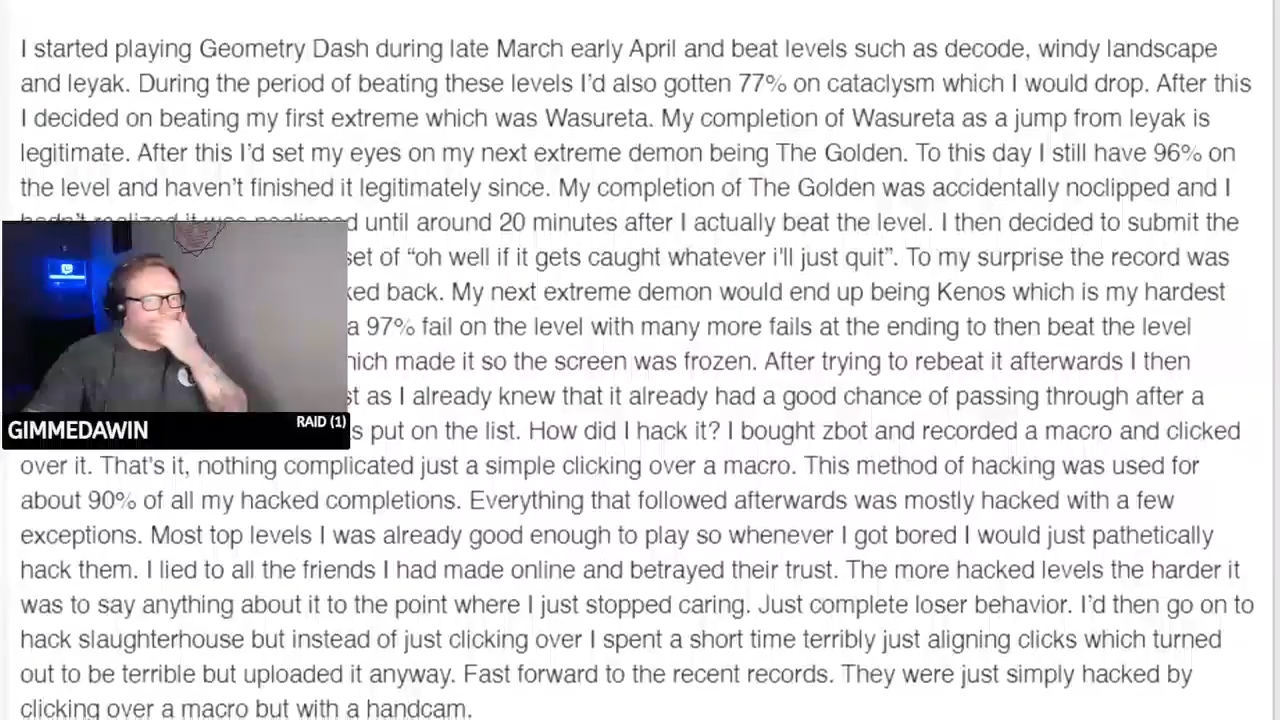 I started playing Geometry Dash during late March early April and beat levels such as decode, windy landscape
and leyak. During the period of beating these levels I'd also gotten 77% on cataclysm which I would drop. After this
I decided on beating my first extreme which was Wasureta. My completion of Wasureta as a jump from leyak is
legitimate. After this I'd set my eyes on my next extreme demon being The Golden. To this day I still have 96% on
the level and haven't finished it legitimately since. My completion of The Golden was accidentally noclipped and I
hadn't realized it was noclipped until around 20 minutes after I actually beat the level. I then decided to submit the
set of “oh well if it gets caught whatever i'll just quit”. To my surprise the record was
ked back. My next extreme demon would end up being Kenos which is my hardest
a 97% fail on the level with many more fails at the ending to then beat the level
hich made it so the screen was frozen. After trying to rebeat it afterwards I then
st as I already knew that it already had a good chance of passing through after a
s put on the list. How did I hack it? I bought zbot and recorded a macro and clicked
over it. That's it, nothing complicated just a simple clicking over a macro. This method of hacking was used for
about 90% of all my hacked completions. Everything that followed afterwards was mostly hacked with a few
exceptions. Most top levels I was already good enough to play so whenever I got bored I would just pathetically
hack them. I lied to all the friends I had made online and betrayed their trust. The more hacked levels the harder it
was to say anything about it to the point where I just stopped caring. Just complete loser behavior. I'd then go on to
hack slaughterhouse but instead of just clicking over I spent a short time terribly just aligning clicks which turned
out to be terrible but uploaded it anyway. Fast forward to the recent records. They were just simply hacked by
clicking over a macro but with a handcam.
GIMMEDAWIN
RAID (1)